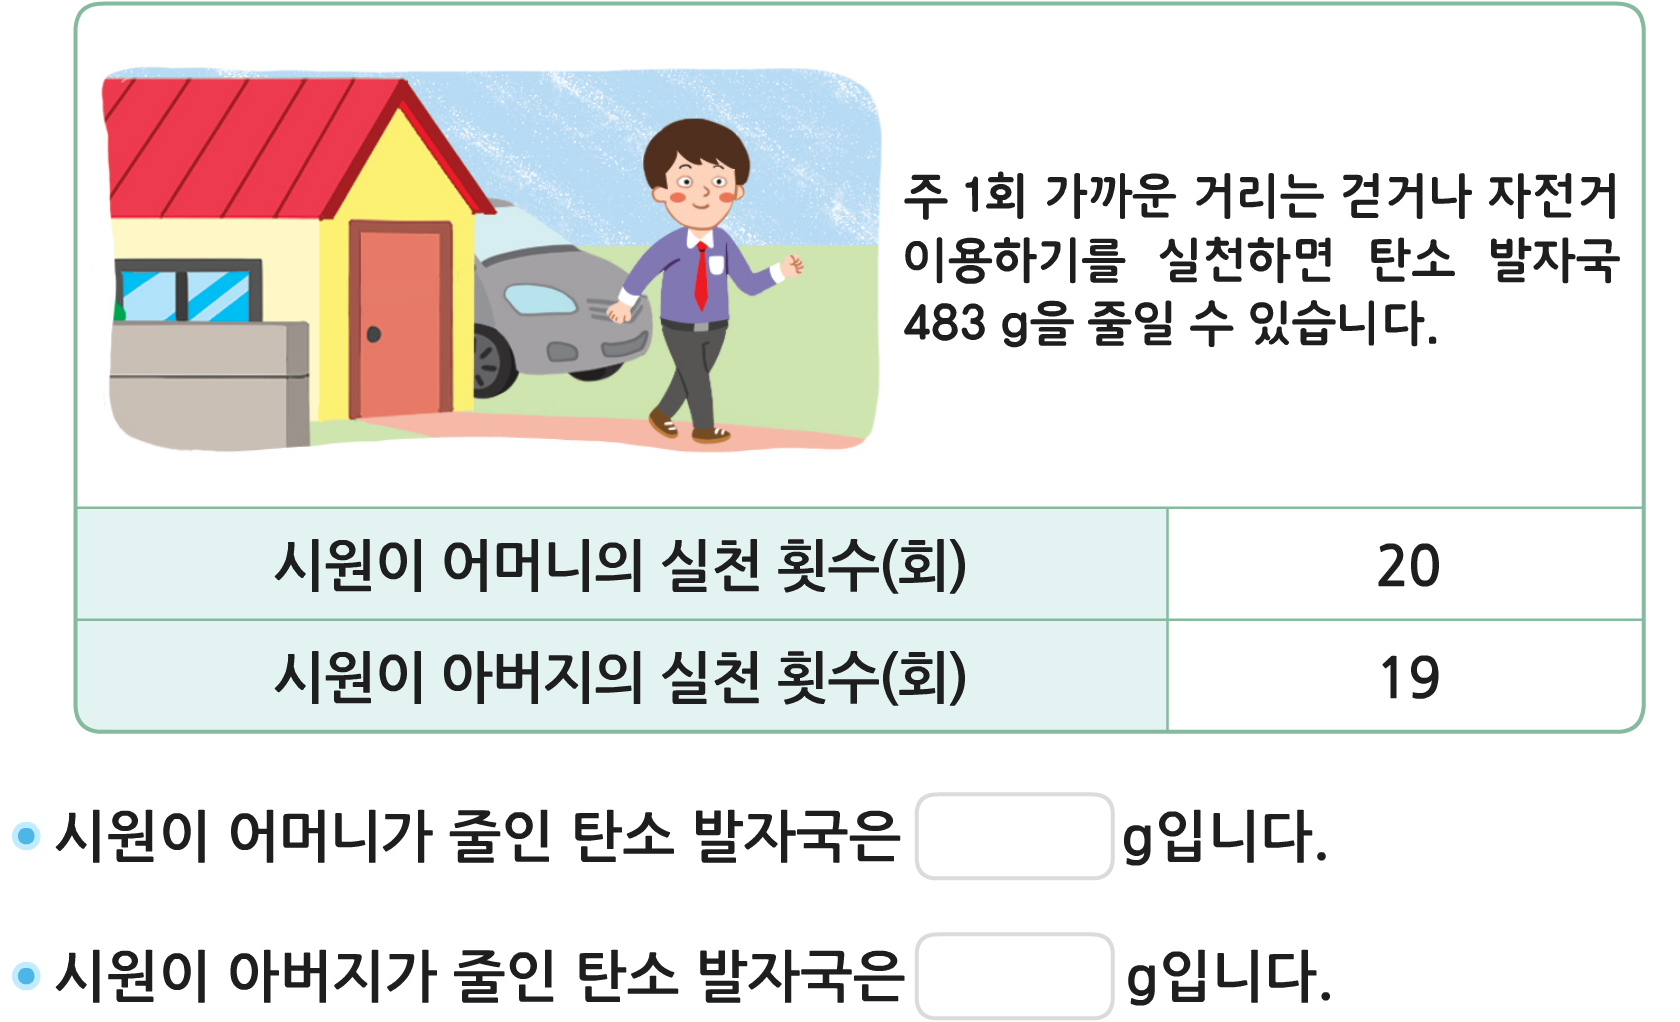 주 1회 가까운 거리는 걷거나 자전거
이용하기를 실천하면 탄소 발자국
483 g을 줄일 수 있습니다.
시원이 어머니의 실천 횟수(회) 20
시원이 아버지의 실천 횟수(회) 19
시원이 어머니가 줄인 탄소 발자국은 g입니다.
시원이 아버지가 줄인 탄소 발자국은 g입니다.